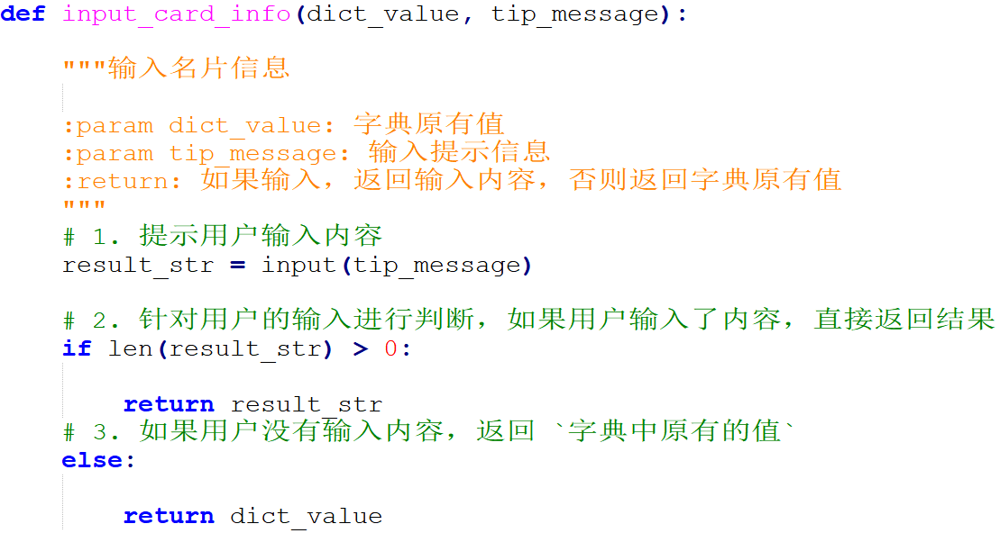 def input_card_info(dict_value, tip_message):
"""输入名片信息
:param dict_value: 字典原有值
:param tip_message: 输入提示信息
:return: 如果输入，返回输入内容，否则返回字典原有值
"""
# 1. 提示用户输入内容
result_str = input(tip_message)
# 2. 针对用户的输入进行判断，如果用户输入了内容，直接返回结果
if len(result_str) > 0:
return result_str
# 3. 如果用户没有输入内容，返回 `字典中原有的值`
else:
return dict_value